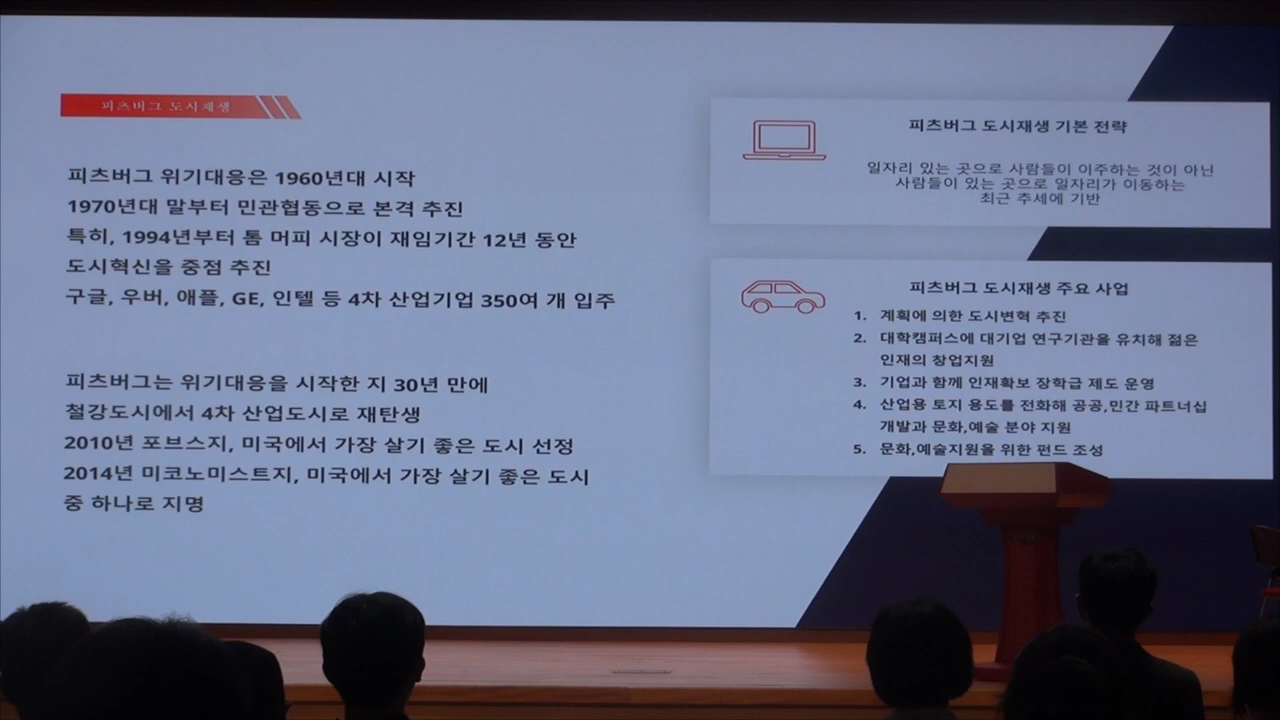 피츠버그 도시재생
피츠버그 위기대응은 1960년대 시작
1970년대 말부터 민관협동으로 본격 추진
특히, 1994년부터 톰 머피 시장이 재임기간 12년 동안
도시혁신을 중점 추진
구글, 우버, 애플, GE, 인텔 등 4차 산업기업 350여 개 입주
피츠버그는 위기대응을 시작한 지 30년 만에
철강도시에서 4차 산업도시로 재탄생
2010년 포브스지, 미국에서 가장 살기 좋은 도시 선정
2014년 미코노미스트지, 미국에서 가장 살기 좋은 도시
중 하나로 지명
피츠버그 도시재생 기본 전략
일자리 있는 곳으로 사람들이 이주하는 것이 아닌
사람들이 있는 곳으로 일자리가 이동하는
최근 추세에 기반
피츠버그 도시재생 주요 사업
1. 계획에 의한 도시변혁 추진
2. 대학캠퍼스에 대기업 연구기관을 유치해 젊은
인재의 창업지원
3. 기업과 함께 인재확보 장학급 제도 운영
4. 산업용 토지 용도를 전화해 공공,민간 파트너십
개발과 문화,예술 분야 지원
5. 문화,예술지원을 위한 펀드 조성